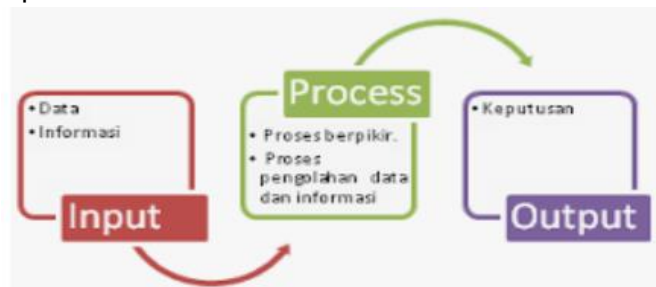 • Data
• Informasi
Input
Process
• Proses berpikir.
• Proses
pengolahan data
dan informasi
• Keputusan
Output